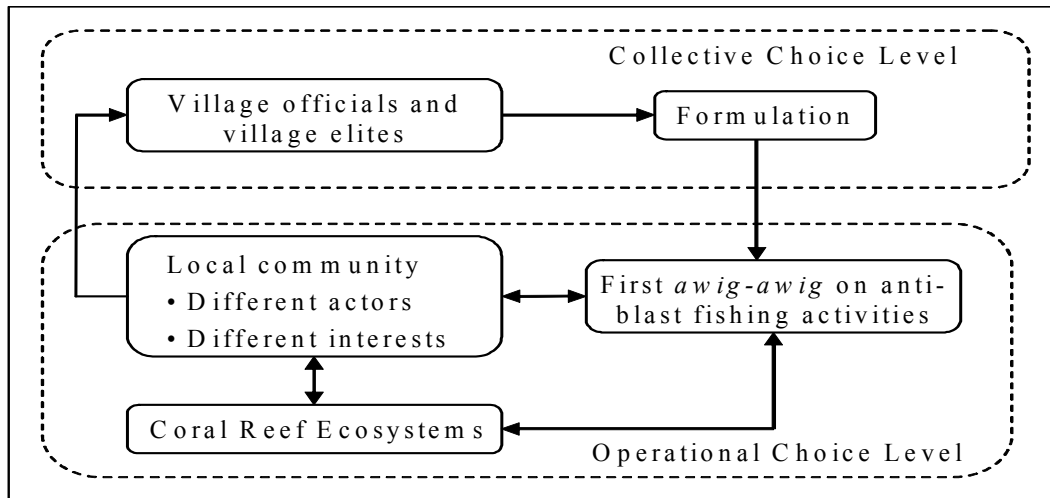 Collective Choice Level
Village officials and
village elites
Formulation
Local community
• Different actors
• Different interests
First awig-awig on anti-
blast fishing activities
Coral Reef Ecosystems
Operational Choice Level